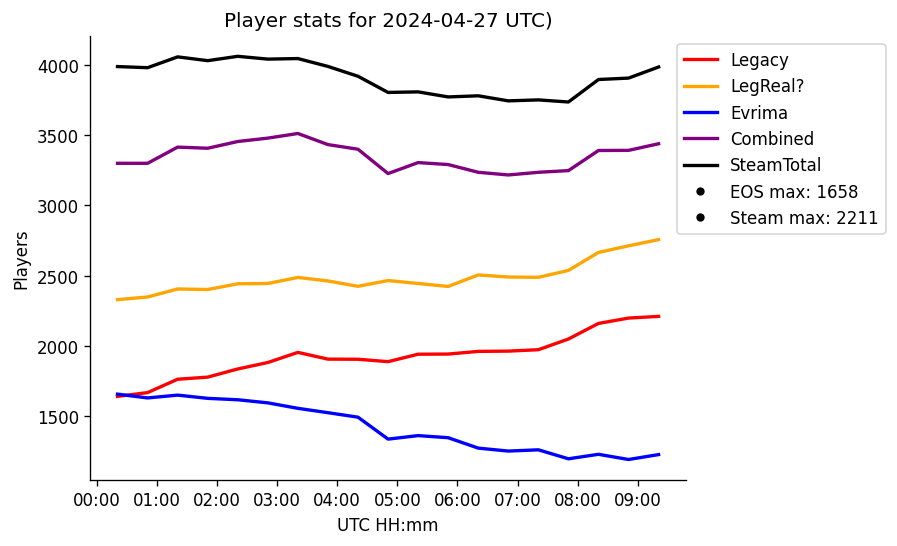 Player stats for 2024-04-27 UTC)
4000
3500
3000
2500
2000
1500
Players
00:00 01:00 02:00 03:00 04:00 05:00 06:00 07:00 08:00 09:00
UTC HH:mm
Legacy
LegReal?
Evrima
Combined
SteamTotal
EOS max: 1658
Steam max: 2211